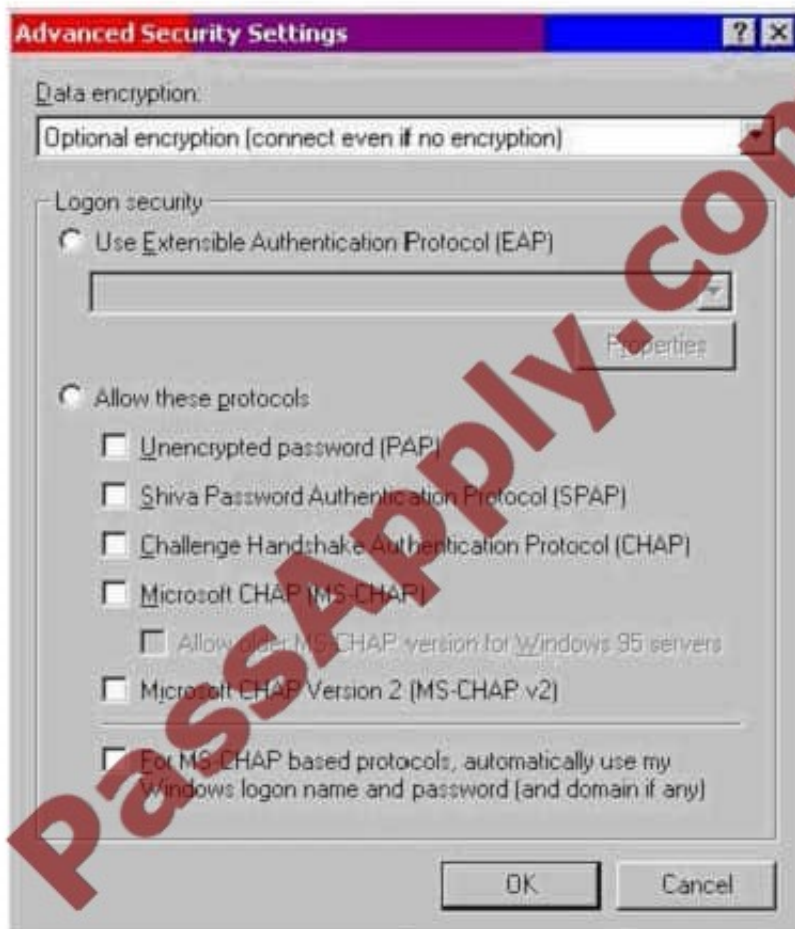 Advanced Security Settings
Data encryption:
Optional encryption (connect even if no encryption)
Logon security
Use Extensible Authentication Protocol (EAP)
Properties
Allow these protocols
Unencrypted password (PAP)
Shiva Password Authentication Protocol (SPAP)
Challenge Handshake Authentication Protocol (CHAP)
Microsoft CHAP (MS-CHAP)
Allow older MS-CHAP version for Windows 95 servers
Microsoft CHAP Version 2 (MS-CHAP v2)
For MS-CHAP based protocols, automatically use my
Windows logon name and password (and domain if any)
OK Cancel
PassApply.com